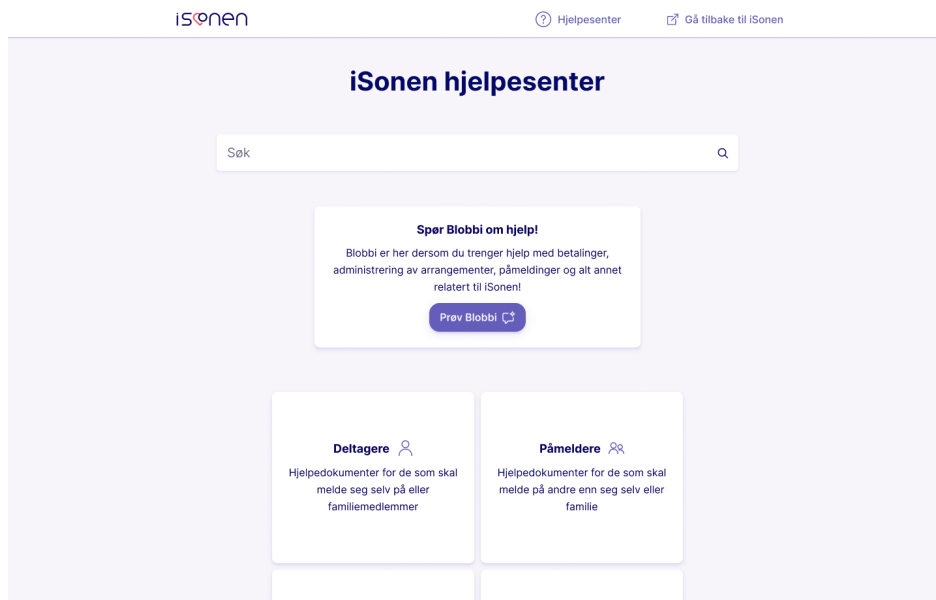 isonen
Hjelpesenter
Gå tilbake til iSonen
iSonen hjelpesenter
Søk
Spør Blobbi om hjelp!
Blobbi er her dersom du trenger hjelp med betalinger,
administrering av arrangementer, påmeldinger og alt annet
relatert til iSonen!
Prøv Blobbi
Deltagere
Hjelpedokumenter for de som skal
melde seg selv på eller
familiemedlemmer
Påmeldere
Hjelpedokumenter for de som skal
melde på andre enn seg selv eller
familie